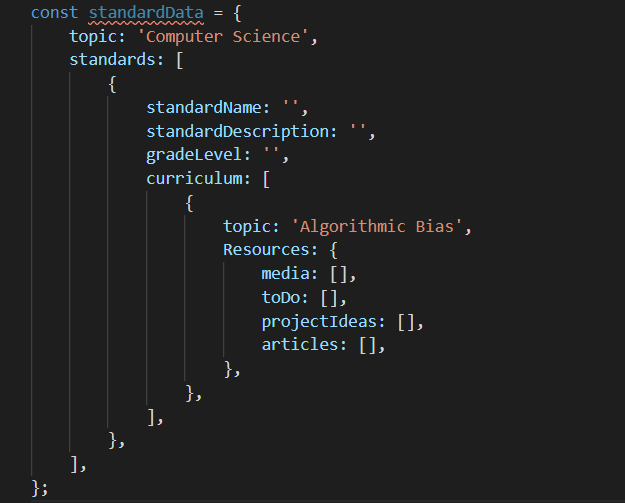 const standardData = {
    topic: 'Computer Science',
    standards: [
        {
            standardName: '',
            standardDescription: '',
            gradeLevel: '',
            curriculum: [
                {
                    topic: 'Algorithmic Bias',
                    Resources: {
                        media: [],
                        toDo: [],
                        projectIdeas: [],
                        articles: [],
                    },
                },
            ],
        },
    ],
};